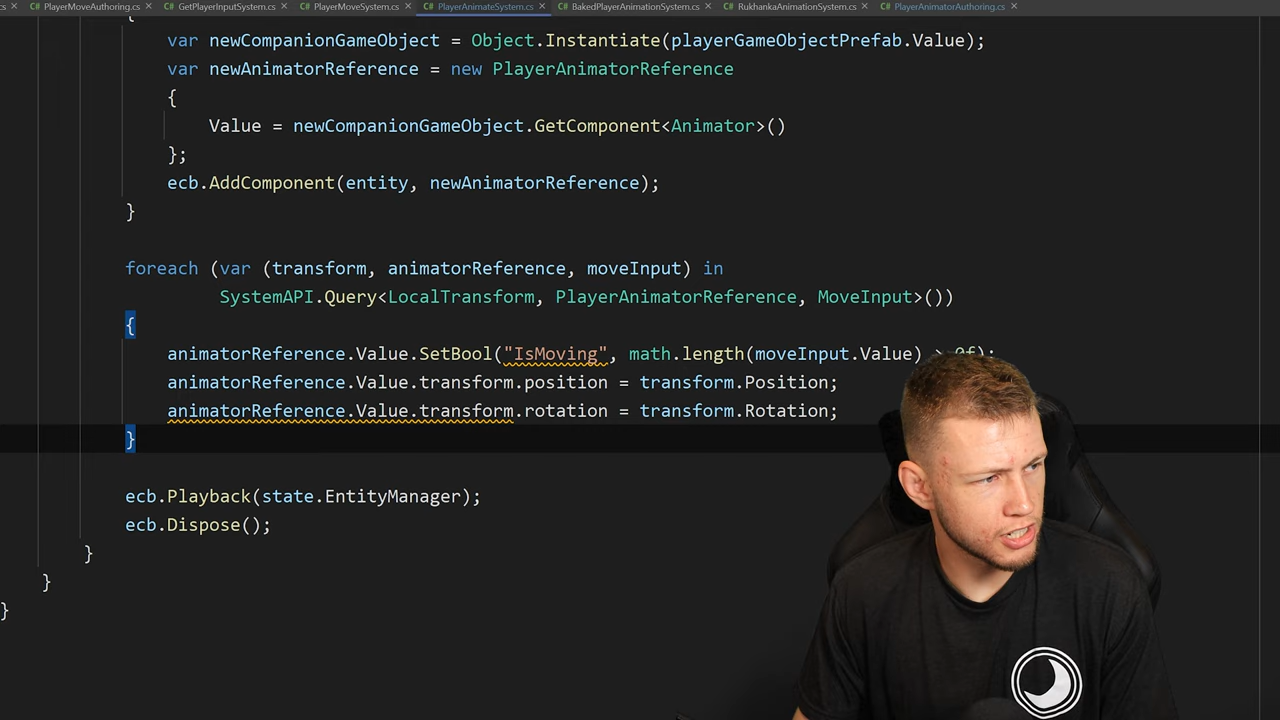 cs × C# PlayerMoveAuthoring.cs × C# GetPlayerInputSystem.cs × C# PlayerMoveSystem.cs × C# PlayerAnimateSystem.cs × C# BakedPlayerAnimationSystem.cs × C# RukhankaAnimationSystem.cs × C# PlayerAnimatorAuthoring.cs ×
{
var newCompanionGameObject = Object.Instantiate(playerGameObjectPrefab.Value);
var newAnimatorReference = new PlayerAnimatorReference
{
Value = newCompanionGameObject.GetComponent<Animator>()
};
ecb.AddComponent(entity, newAnimatorReference);
}
foreach (var (transform, animatorReference, moveInput) in
SystemAPI.Query<LocalTransform, PlayerAnimatorReference, MoveInput>())
{
animatorReference.Value.SetBool("IsMoving", math.length(moveInput.Value) > 0f);
animatorReference.Value.transform.position = transform.Position;
animatorReference.Value.transform.rotation = transform.Rotation;
}
ecb.Playback(state.EntityManager);
ecb.Dispose();
}
}
}